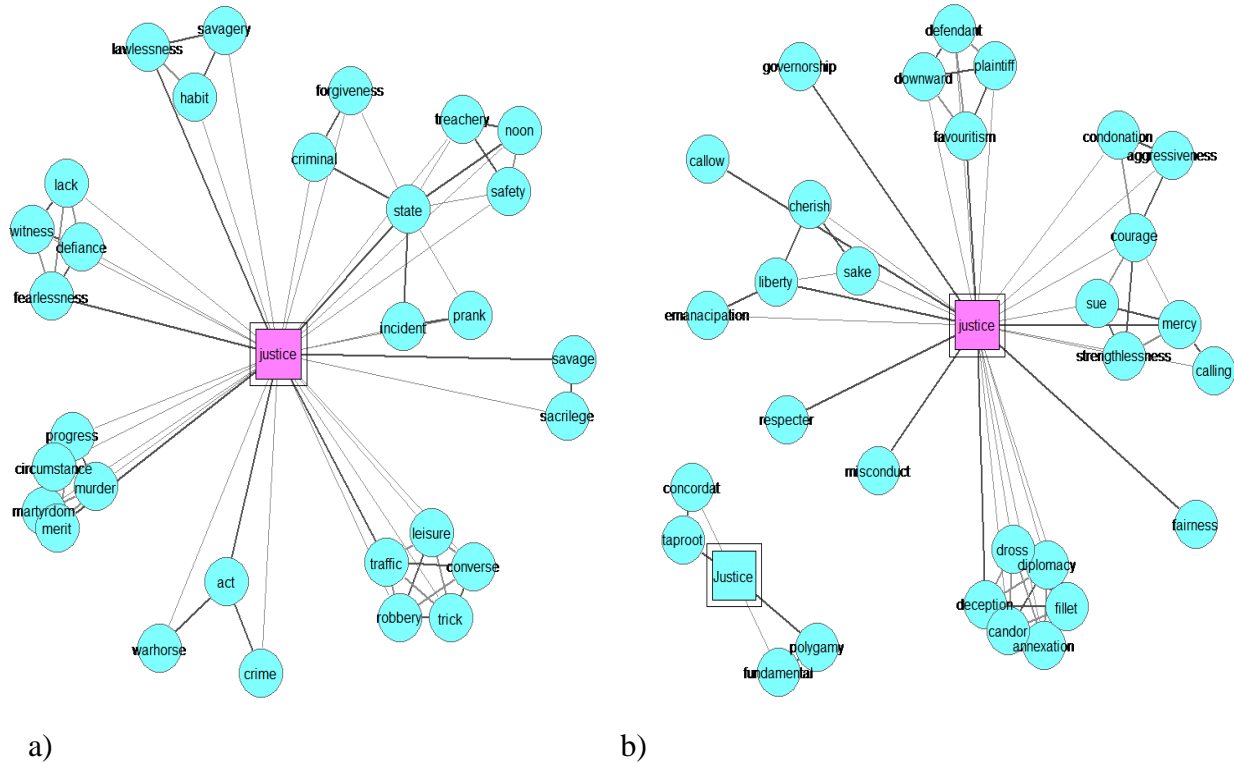 savagery
lawlessness
habit
forgiveness
treachery
noon
criminal
safety
state
lack
witness
defiance
fearlessness
incident
prank
justice
savage
sacrilege
progress
circumstance
murder
martyrdom
merit
leisure
traffic
converse
robbery
trick
act
warhorse
crime
a)
defendant
governorship
plaintiff
downward
favouritism
condonation
aggressiveness
callow
cherish
courage
sake
liberty
emanacipation
sue
mercy
justice
strengthlessness
calling
respecter
misconduct
fairness
concordat
taproot
Justice
polygamy
fundamental
dross
diplomacy
deception
fillet
candor
annexation
b)